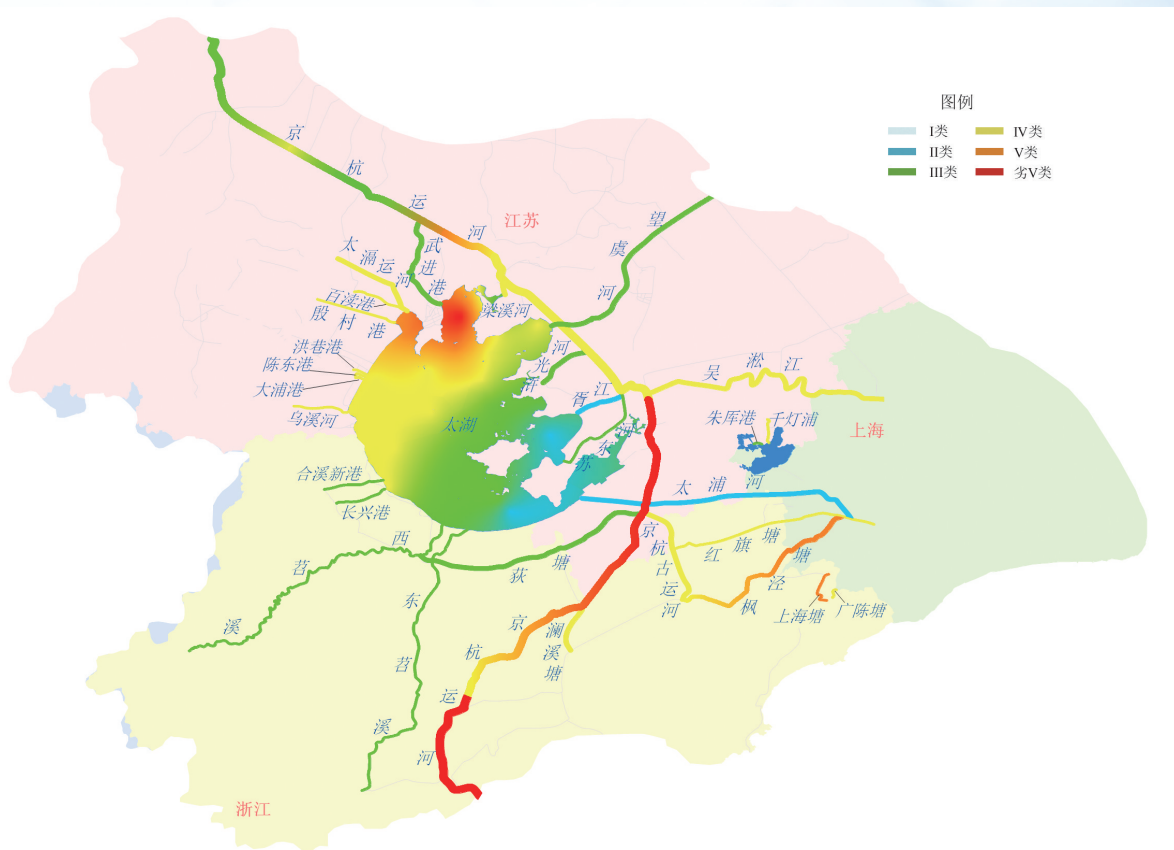 图例
I类
IV类
II类
V类
III类
劣V类
京杭运河
江苏
望虞河
太滆运河
武进港
百渎港
殷村港
梁溪河
洪巷港
陈东港
大浦港
乌溪河
浒光河
胥江
吴淞江
太湖
苏东河
朱厍港
千灯浦
上海
合溪新港
长兴港
太浦河
西苕溪
荻塘
京杭古运河
红旗塘
枫泾塘
上海塘
广陈塘
东苕溪
澜溪塘
京杭运河
浙江